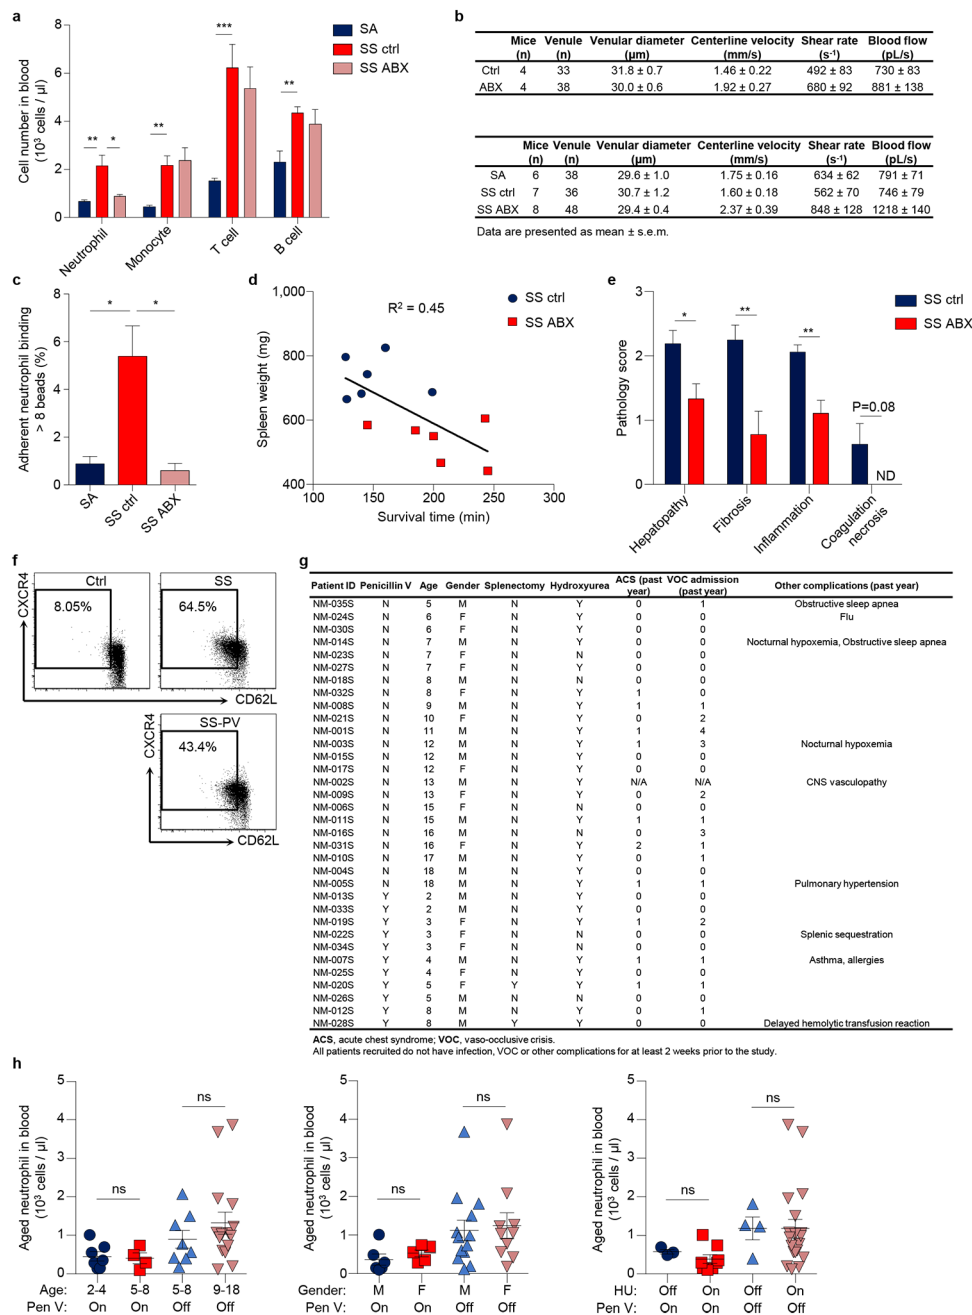 a
Cell number in blood
(10³ cells / µl)
8
6
4
2
0
SA
SS ctrl
SS ABX
***
**
*
**
**
Neutrophil
Monocyte
T cell
B cell
b
Mice (n) Venule (n) Venular diameter (µm) Centerline velocity (mm/s) Shear rate (s⁻¹) Blood flow (pL/s)
Ctrl 4 33 31.8 ± 0.7 1.46 ± 0.22 492 ± 83 730 ± 83
ABX 4 38 30.0 ± 0.6 1.92 ± 0.27 680 ± 92 881 ± 138
Mice (n) Venule (n) Venular diameter (µm) Centerline velocity (mm/s) Shear rate (s⁻¹) Blood flow (pL/s)
SA 6 38 29.6 ± 1.0 1.75 ± 0.16 634 ± 62 791 ± 71
SS ctrl 7 36 30.7 ± 1.2 1.60 ± 0.18 562 ± 70 746 ± 79
SS ABX 8 48 29.4 ± 0.4 2.37 ± 0.39 848 ± 128 1218 ± 140
Data are presented as mean ± s.e.m.
c
Adherent neutrophil binding
> 8 beads (%)
8
6
4
2
0
* *
SA
SS ctrl
SS ABX
d
Spleen weight (mg)
1,000
800
600
400
R² = 0.45
SS ctrl
SS ABX
100 150 200 250 300
Survival time (min)
e
Pathology score
3
2
1
0
SS ctrl
SS ABX
*
**
**
P=0.08
ND
Hepatopathy
Fibrosis
Inflammation
Coagulation
necrosis
f
Ctrl
SS
CXCR4
8.05%
64.5%
CD62L
SS-PV
CXCR4
43.4%
CD62L
g
Patient ID Penicillin V Age Gender Splenectomy Hydroxyurea ACS (past year) VOC admission (past year) Other complications (past year)
NM-035S N 5 M N Y 0 1 Obstructive sleep apnea
NM-024S N 6 F N Y 0 0 Flu
NM-030S N 6 F N Y 0 0
NM-014S N 7 M N Y 0 0 Nocturnal hypoxemia, Obstructive sleep apnea
NM-023S N 7 F N N 0 0
NM-027S N 7 F N Y 0 0
NM-018S N 8 M N N 0 0
NM-032S N 8 F N Y 1 0
NM-008S N 9 M N Y 1 1
NM-021S N 10 F N Y 0 2
NM-001S N 11 M N Y 1 4
NM-003S N 12 M N Y 1 3 Nocturnal hypoxemia
NM-015S N 12 M N Y 0 0
NM-017S N 12 F N Y 0 0
NM-002S N 13 M N Y N/A N/A CNS vasculopathy
NM-009S N 13 F N Y 0 2
NM-006S N 15 F N N 0 0
NM-011S N 15 M N Y 1 1
NM-016S N 16 M N N 0 3
NM-031S N 16 F N Y 2 1
NM-010S N 17 M N Y 0 1
NM-004S N 18 M N Y 0 0
NM-005S N 18 M N Y 1 1 Pulmonary hypertension
NM-013S Y 2 M N Y 0 0
NM-033S Y 2 M N Y 0 0
NM-019S Y 3 F N Y 1 2
NM-022S Y 3 F N N 0 0 Splenic sequestration
NM-034S Y 3 F N N 0 0
NM-007S Y 4 M N Y 1 1 Asthma, allergies
NM-025S Y 4 F N Y 0 0
NM-020S Y 5 F Y Y 1 1
NM-026S Y 5 M N N 0 0
NM-012S Y 8 M N Y 0 1
NM-028S Y 8 M Y Y 0 0 Delayed hemolytic transfusion reaction
ACS, acute chest syndrome; VOC, vaso-occlusive crisis.
All patients recruited do not have infection, VOC or other complications for at least 2 weeks prior to the study.
h
Aged neutrophil in blood
(10³ cells / µl)
5
4
3
2
1
0
ns
ns
Age: 2-4 5-8 5-8 9-18
Pen V: On On Off Off
Aged neutrophil in blood
(10³ cells / µl)
5
4
3
2
1
0
ns
ns
Gender: M F M F
Pen V: On On Off Off
Aged neutrophil in blood
(10³ cells / µl)
5
4
3
2
1
0
ns
ns
HU: Off On Off On
Pen V: On On Off Off